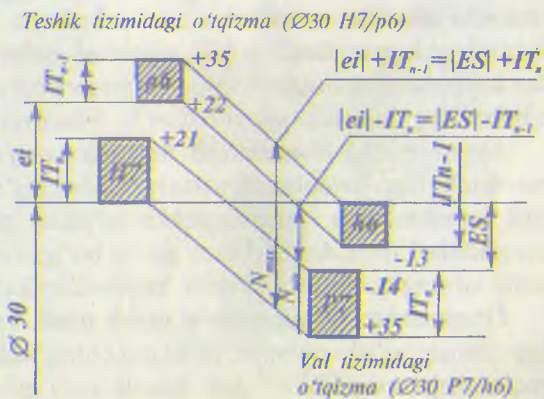 Teshik tizimidagi o'tqizma (Ø30 H7/p6)
+35
|ei|+ITₙ₋₁=|ES|+ITₙ
ITₙ₋₁
p6
+22
|ei|-ITₙ=|ES|-ITₙ₋₁
+21
ei
ITₙ
H7
ITn-1
h6
ES
-13
Nmax
Ø 30
P7
-14
ITₙ
+35
Val tizimidagi
o'tqizma (Ø30 P7/h6)